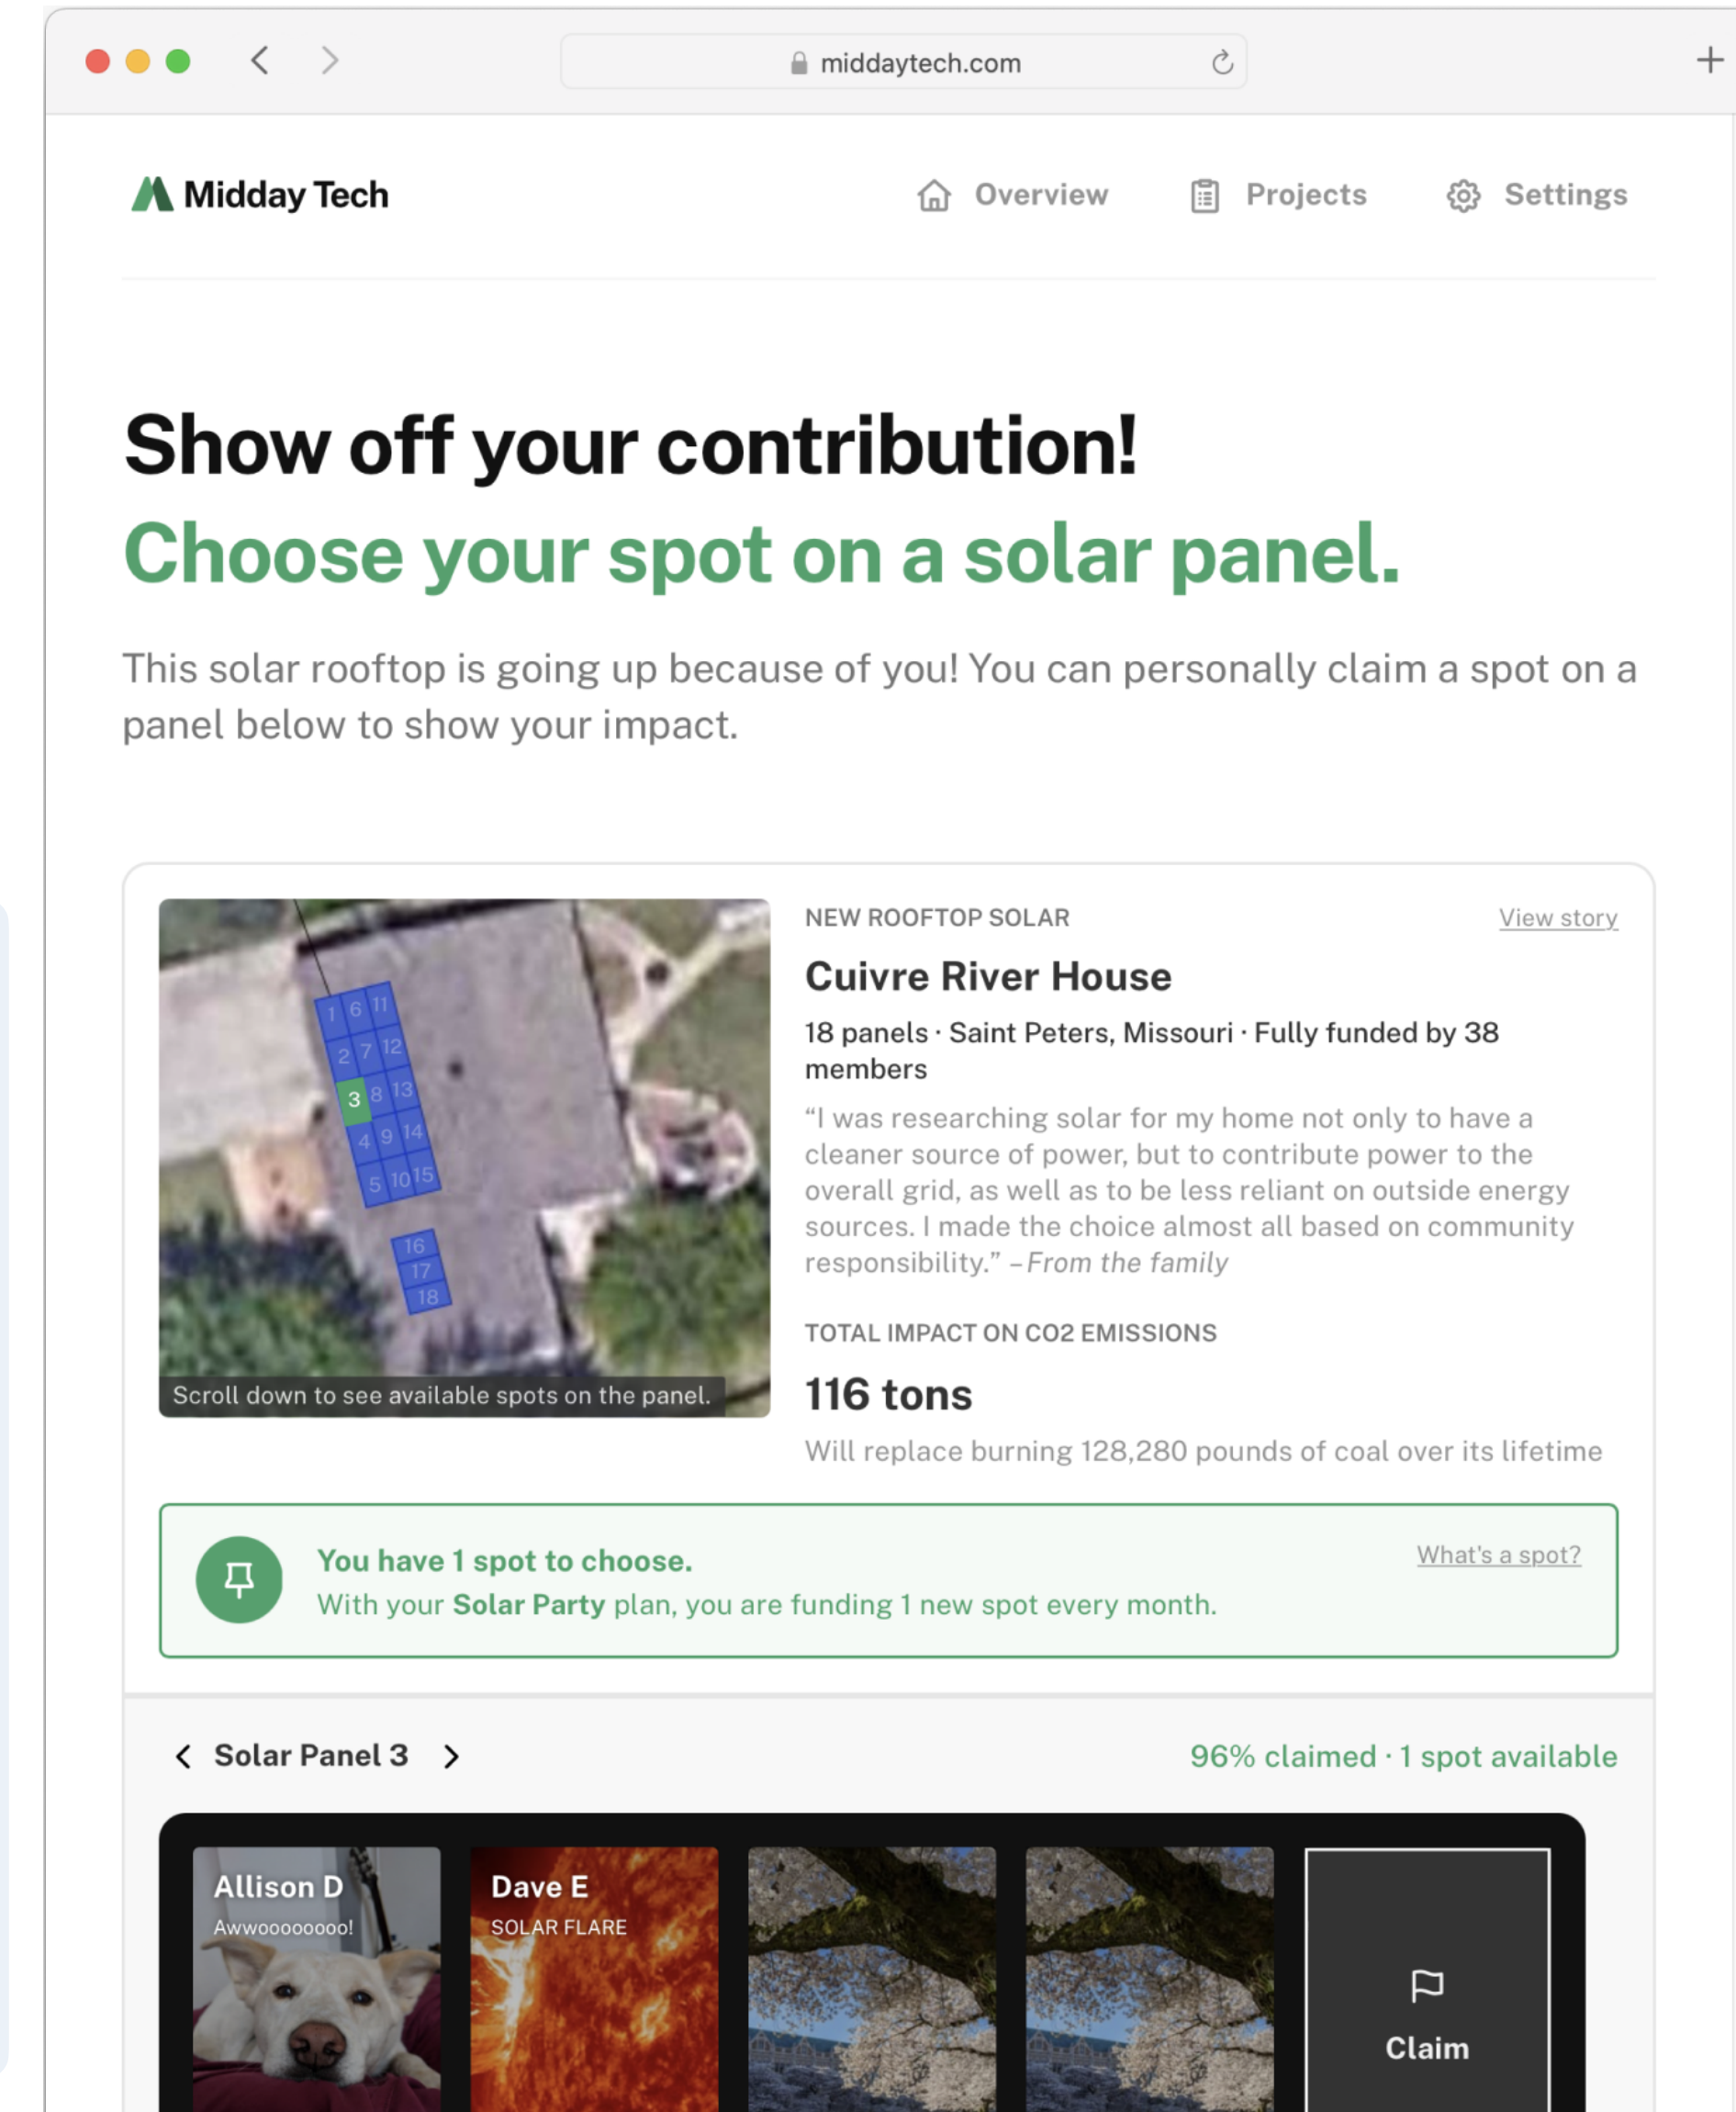 middaytech.com
Midday Tech
Overview
Projects
Settings
Show off your contribution!
Choose your spot on a solar panel.
This solar rooftop is going up because of you! You can personally claim a spot on a
panel below to show your impact.
1 6 11
2 7 12
3 8 13
4 9 14
5 10 15
16
17
18
Scroll down to see available spots on the panel.
NEW ROOFTOP SOLAR
View story
Cuivre River House
18 panels · Saint Peters, Missouri · Fully funded by 38
members
“I was researching solar for my home not only to have a
cleaner source of power, but to contribute power to the
overall grid, as well as to be less reliant on outside energy
sources. I made the choice almost all based on community
responsibility.” – From the family
TOTAL IMPACT ON CO2 EMISSIONS
116 tons
Will replace burning 128,280 pounds of coal over its lifetime
You have 1 spot to choose.
What's a spot?
With your Solar Party plan, you are funding 1 new spot every month.
Solar Panel 3
96% claimed · 1 spot available
Allison D
Awwoooooooo!
Dave E
SOLAR FLARE
Claim